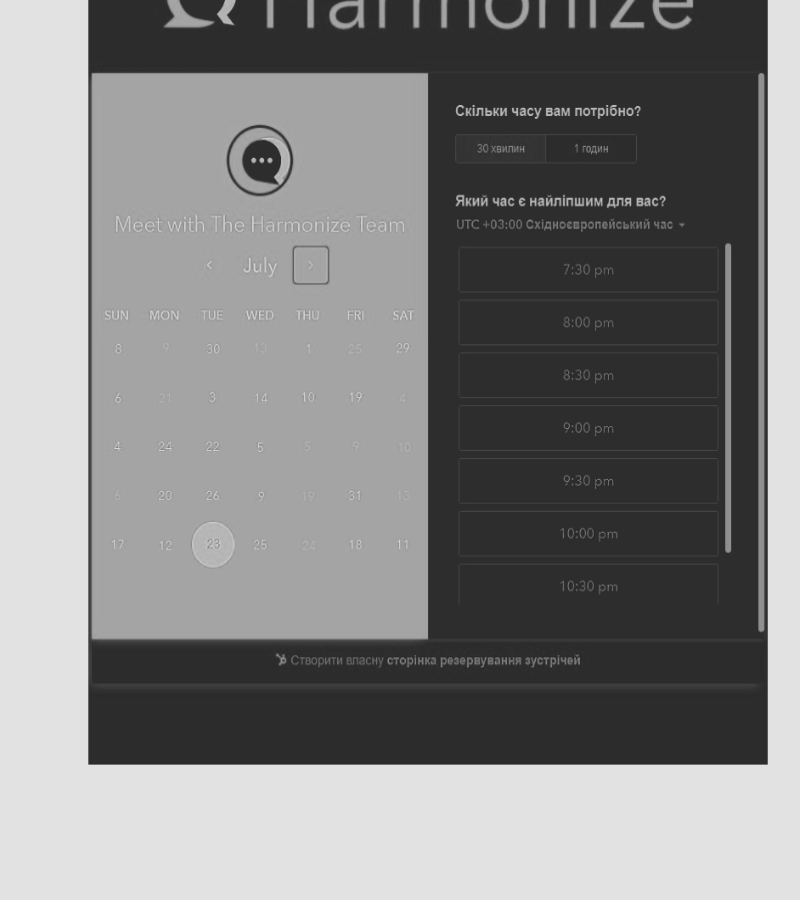 Harmonize
Meet with The Harmonize Team
July
SUN MON TUE WED THU FRI SAT
8 9 30 13 1 25 29
6 21 3 14 10 19 4
4 24 22 5 5 9 10
6 20 26 9 19 31 13
17 12 23 25 24 18 11
Скільки часу вам потрібно?
30 хвилин 1 годин
Який час є найліпшим для вас?
UTC +03:00 Східноєвропейський час
7:30 pm
8:00 pm
8:30 pm
9:00 pm
9:30 pm
10:00 pm
10:30 pm
Створити власну сторінка резервування зустрічей